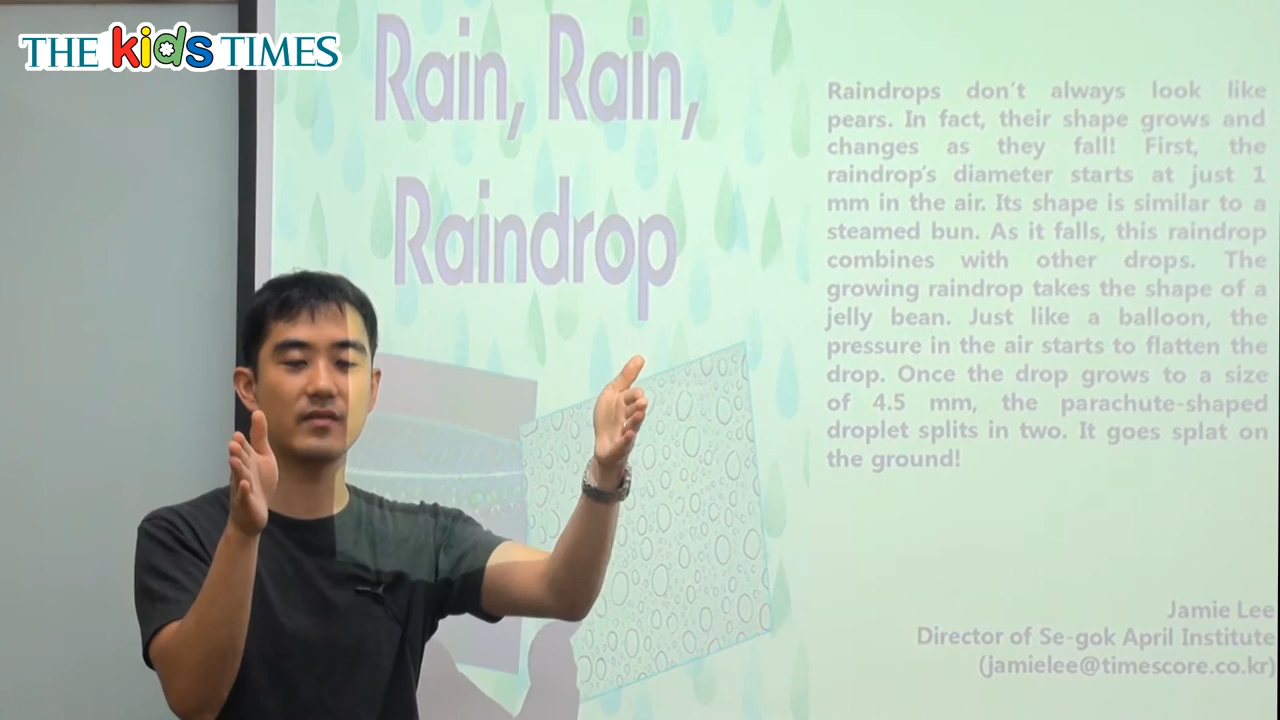 THE kids TIMES
Rain, Rain,
Raindrop
Raindrops don't always look like
pears. In fact, their shape grows and
changes as they fall! First, the
raindrop's diameter starts at just 1
mm in the air. Its shape is similar to a
steamed bun. As it falls, this raindrop
combines with other drops. The
growing raindrop takes the shape of a
jelly bean. Just like a balloon, the
pressure in the air starts to flatten the
drop. Once the drop grows to a size
of 4.5 mm, the parachute-shaped
droplet splits in two. It goes splat on
the ground!
Jamie Lee
Director of Se-gok April Institute
(jamielee@timescore.co.kr)